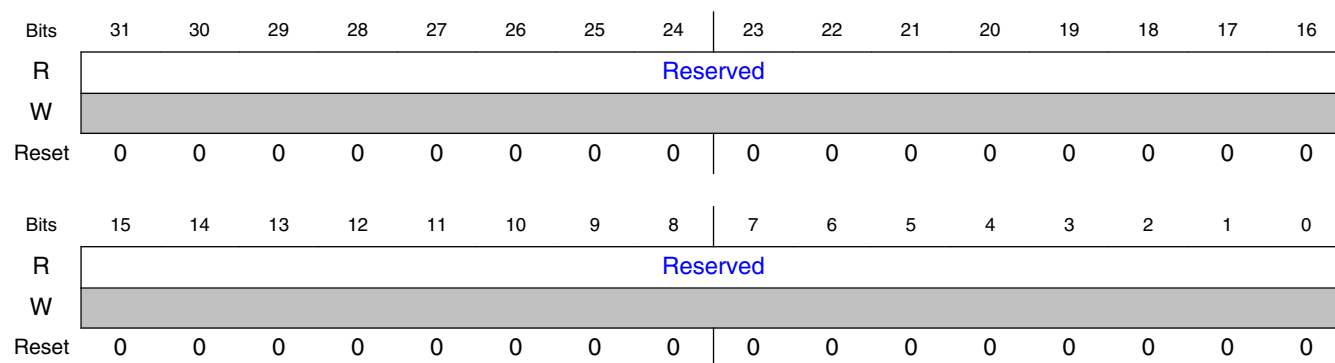 Bits 31 30 29 28 27 26 25 24 23 22 21 20 19 18 17 16
R Reserved
W
Reset 0 0 0 0 0 0 0 0 0 0 0 0 0 0 0 0
Bits 15 14 13 12 11 10 9 8 7 6 5 4 3 2 1 0
R Reserved
W
Reset 0 0 0 0 0 0 0 0 0 0 0 0 0 0 0 0